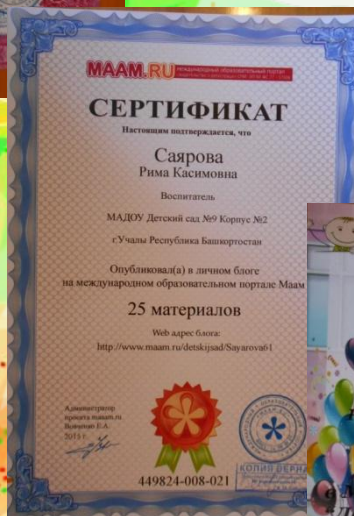 MAAM.RU
СЕРТИФИКАТ
Настоящим подтверждается, что
Саярова
Рима Касимовна
Воспитатель
МАДОУ Детский сад №9 Корпус №2
г.Учалы Республика Башкортостан
Опубликовал(а) в личном блоге
на международном образовательном портале Маам
25 материалов
Web адрес блога:
http://www.maam.ru/detskijsad/Sayarova61
Администратор
проекта maam.ru
449824-008-021
КОПИЯ ВЕРНА